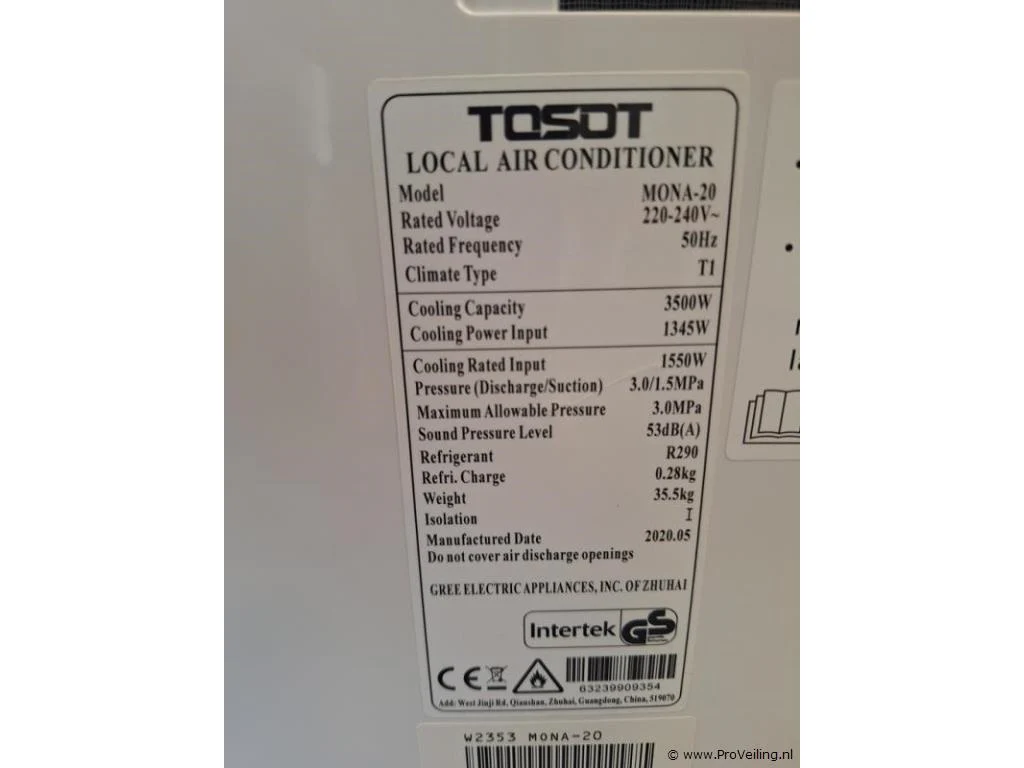 TOSOT
LOCAL AIR CONDITIONER
Model MONA-20
Rated Voltage 220-240V~
Rated Frequency 50Hz
Climate Type T1
Cooling Capacity 3500W
Cooling Power Input 1345W
Cooling Rated Input 1550W
Pressure (Discharge/Suction) 3.0/1.5MPa
Maximum Allowable Pressure 3.0MPa
Sound Pressure Level 53dB(A)
Refrigerant R290
Refri. Charge 0.28kg
Weight 35.5kg
Isolation I
Manufactured Date 2020.05
Do not cover air discharge openings
GREE ELECTRIC APPLIANCES, INC. OF ZHUHAI
Intertek GS
CE
63239909354
Add: West Jinji Rd, Qianshan, Zhuhai, Guangdong, China, 519070
W2353 MONA-20
© www.ProVeiling.nl